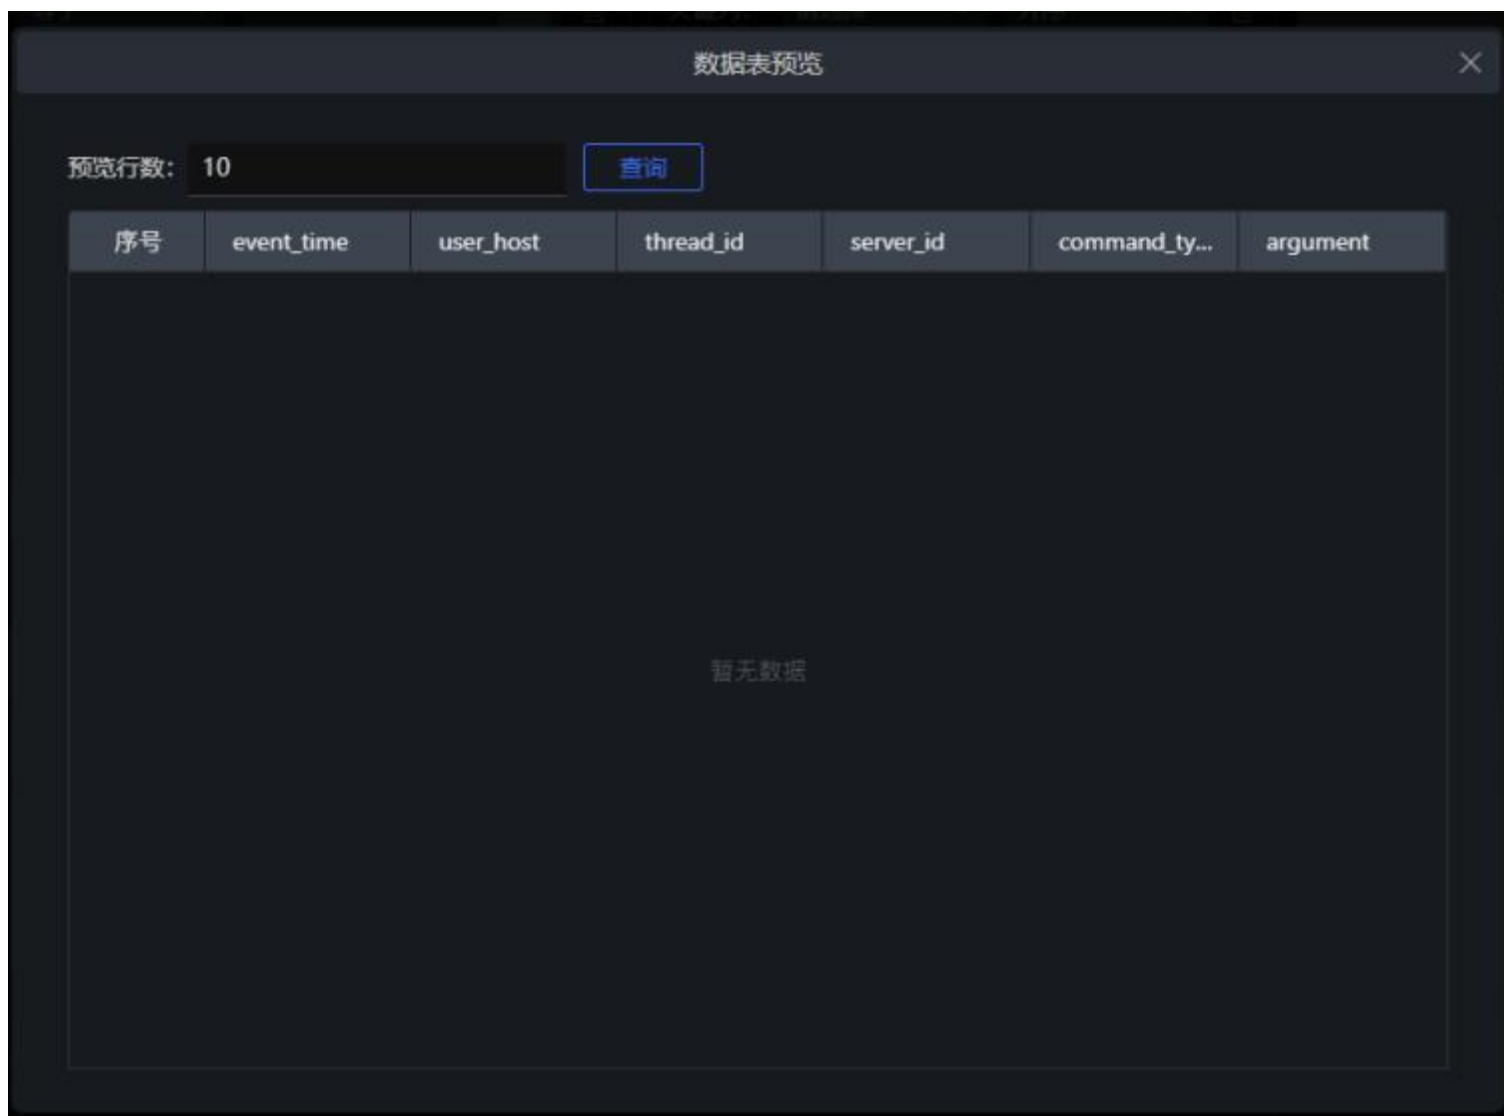 数据表预览
预览行数: 10 查询
序号 event_time user_host thread_id server_id command_ty... argument
暂无数据